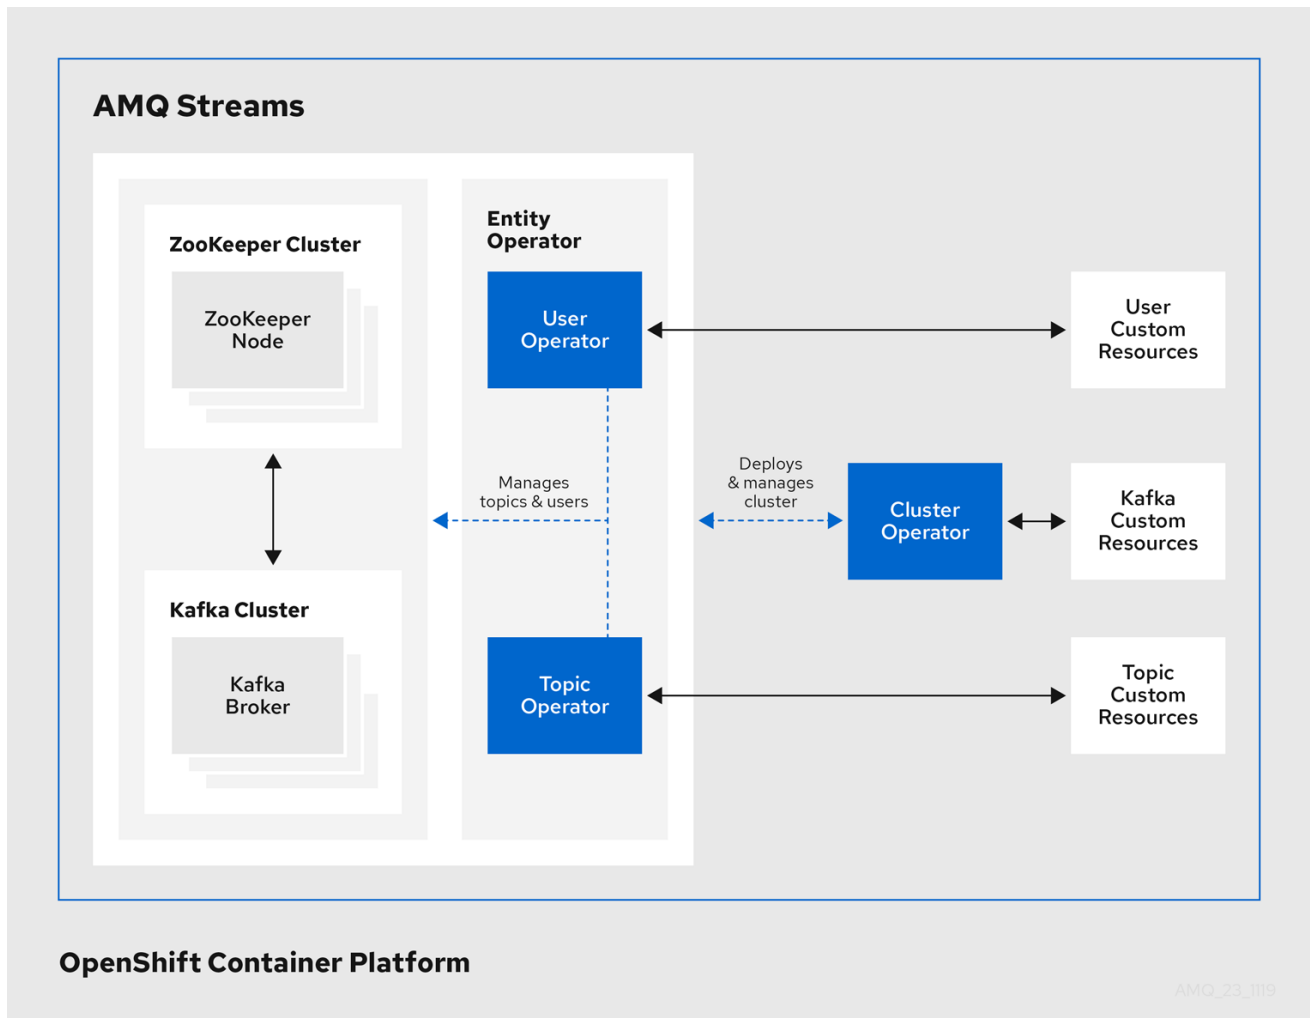 AMQ Streams
ZooKeeper Cluster
ZooKeeper
Node
Kafka Cluster
Kafka
Broker
Entity
Operator
User
Operator
Manages
topics & users
Topic
Operator
Deploys
& manages
cluster
Cluster
Operator
User
Custom
Resources
Kafka
Custom
Resources
Topic
Custom
Resources
OpenShift Container Platform
AMQ_23_1119